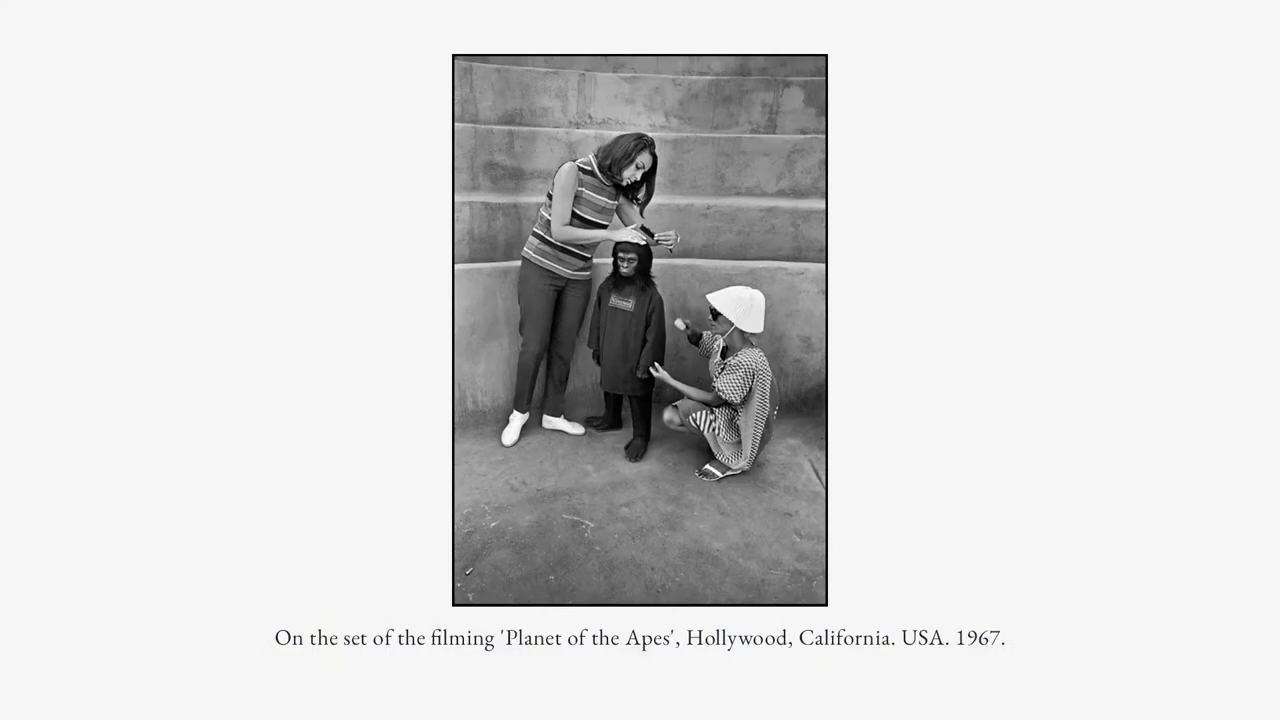 On the set of the filming 'Planet of the Apes', Hollywood, California. USA. 1967.